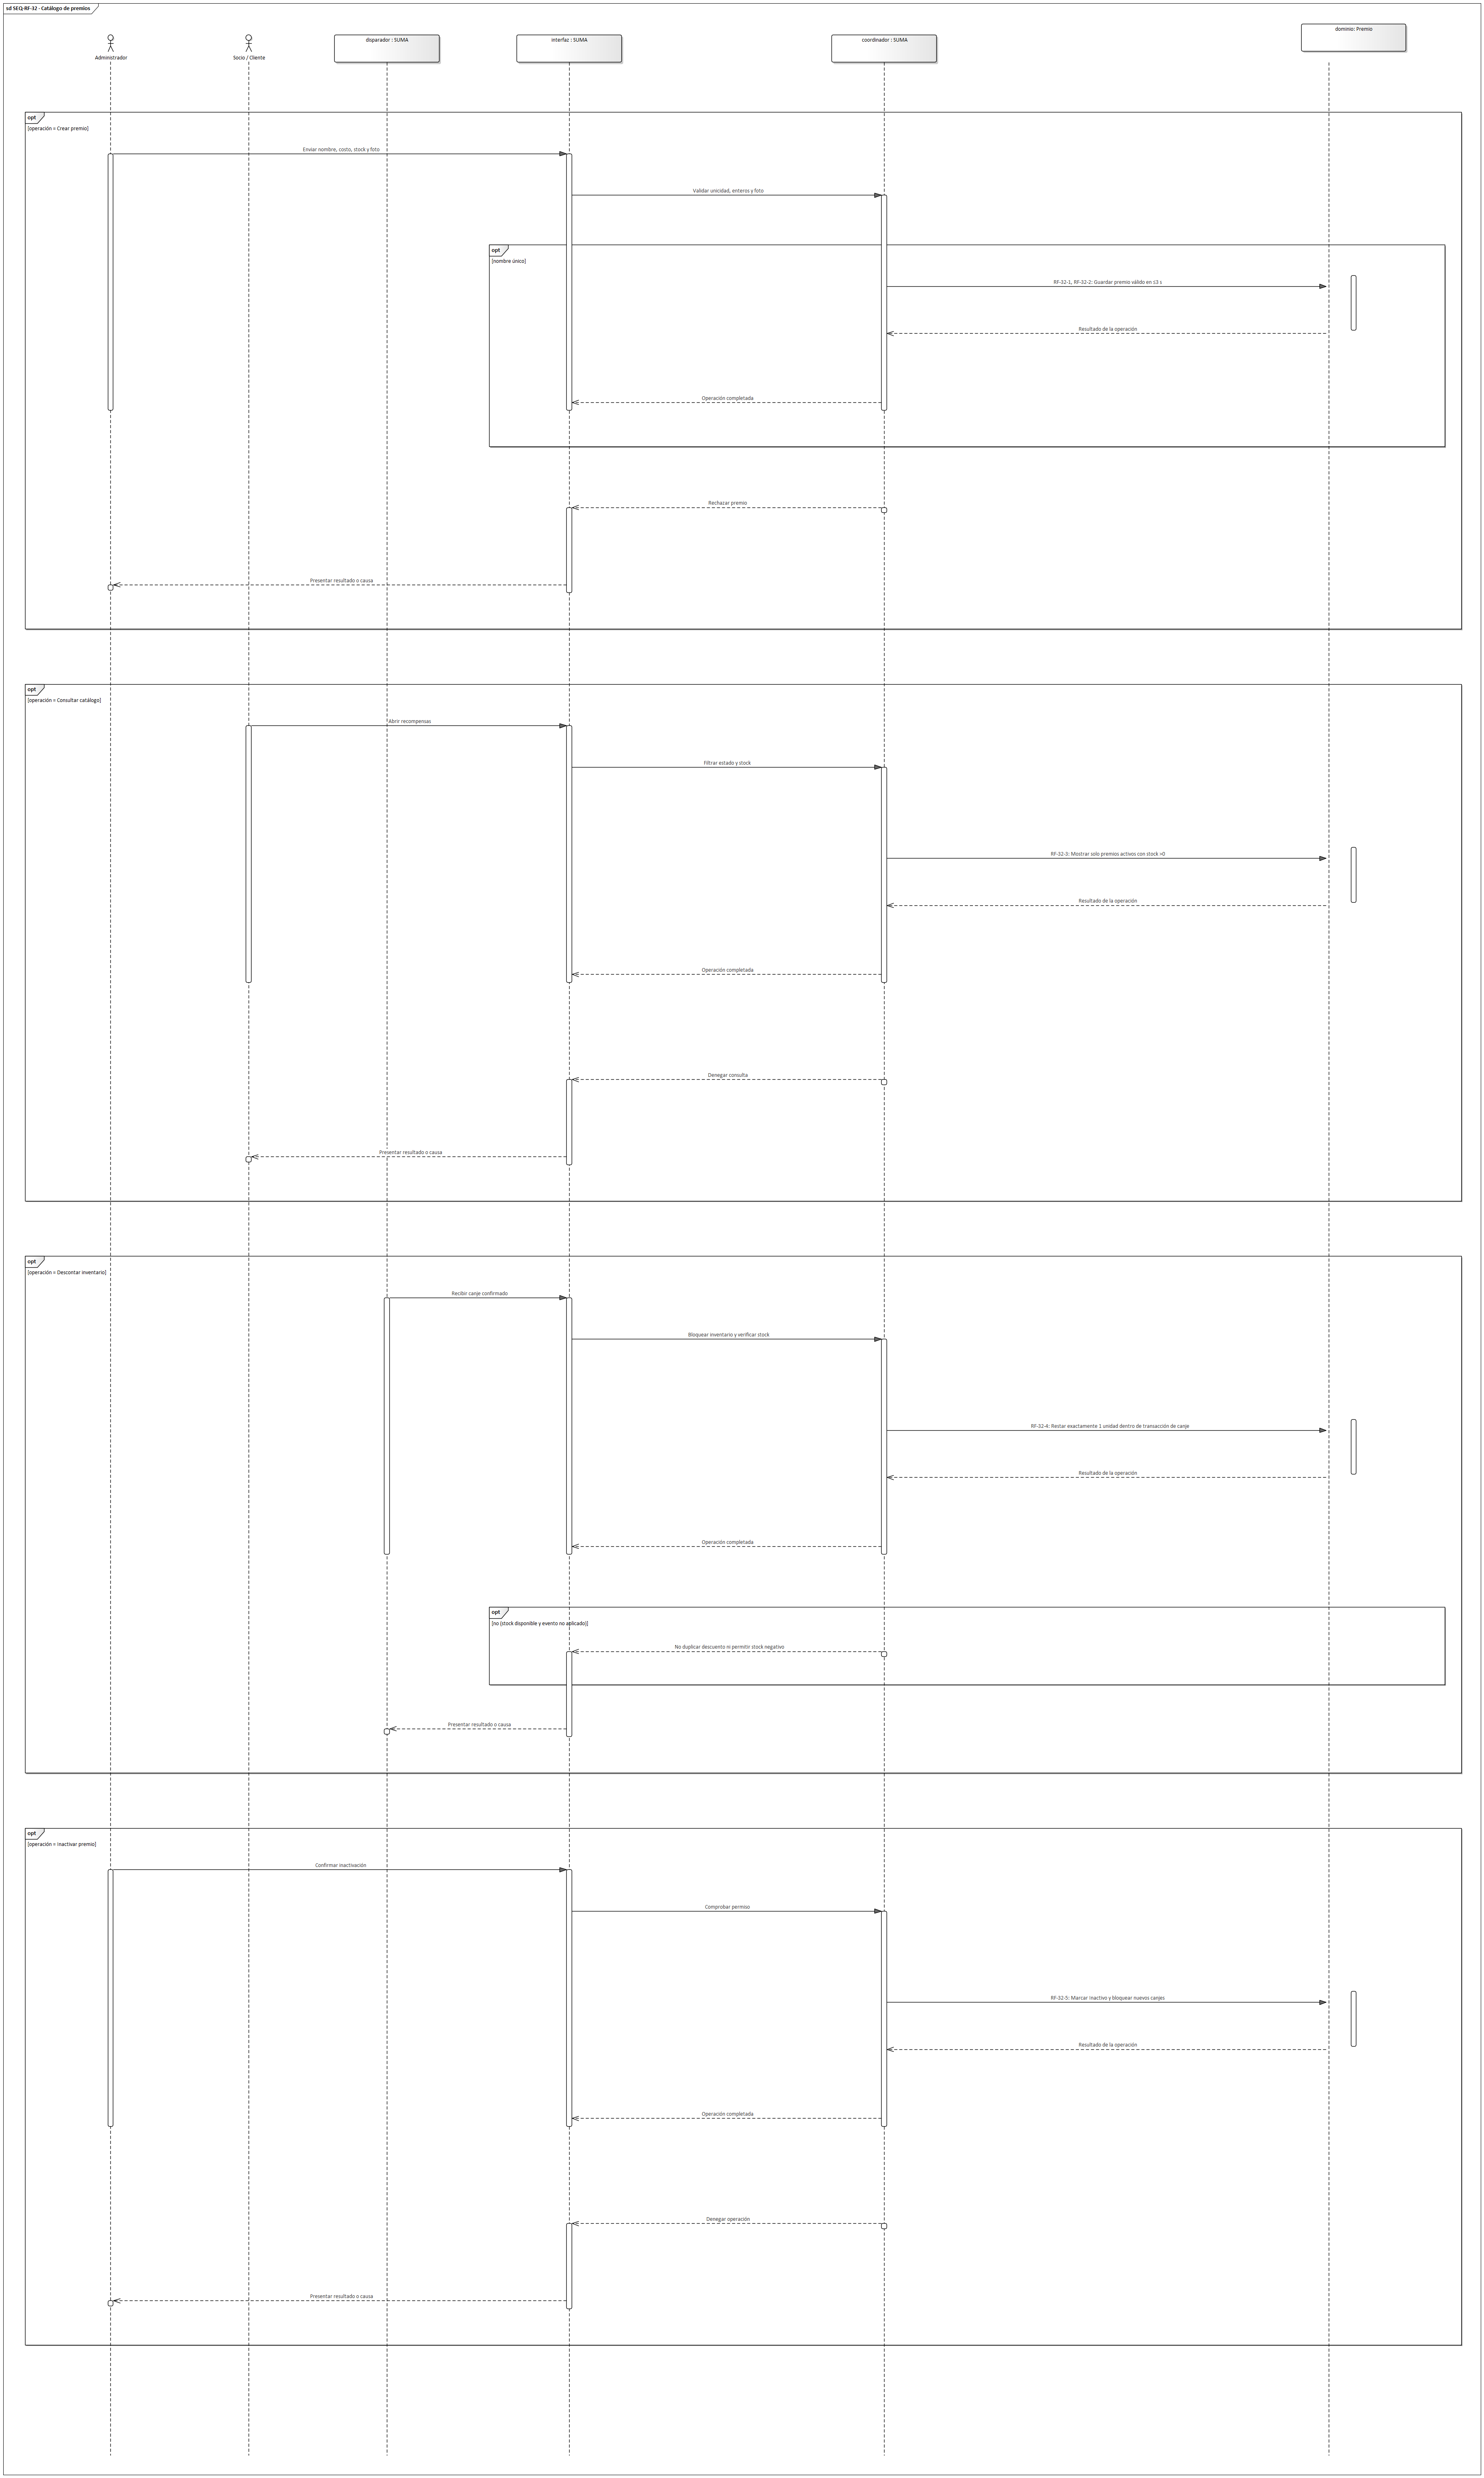 sd SEQ-RF-32 - Catálogo de premios
Administrador
Socio / Cliente
disparador : SUMA
interfaz : SUMA
coordinador : SUMA
dominio: Premio
opt
[operación = Crear premio]
Enviar nombre, costo, stock y foto
Validar unicidad, enteros y foto
opt
[nombre único]
RF-32-1, RF-32-2: Guardar premio válido en ≤3 s
Resultado de la operación
Operación completada
Rechazar premio
Presentar resultado o causa
opt
[operación = Consultar catálogo]
Abrir recompensas
Filtrar estado y stock
RF-32-3: Mostrar solo premios activos con stock >0
Resultado de la operación
Operación completada
Denegar consulta
Presentar resultado o causa
opt
[operación = Descontar inventario]
Recibir canje confirmado
Bloquear inventario y verificar stock
RF-32-4: Restar exactamente 1 unidad dentro de transacción de canje
Resultado de la operación
Operación completada
opt
[no (stock disponible y evento no aplicado)]
No duplicar descuento ni permitir stock negativo
Presentar resultado o causa
opt
[operación = Inactivar premio]
Confirmar inactivación
Comprobar permiso
RF-32-5: Marcar Inactivo y bloquear nuevos canjes
Resultado de la operación
Operación completada
Denegar operación
Presentar resultado o causa